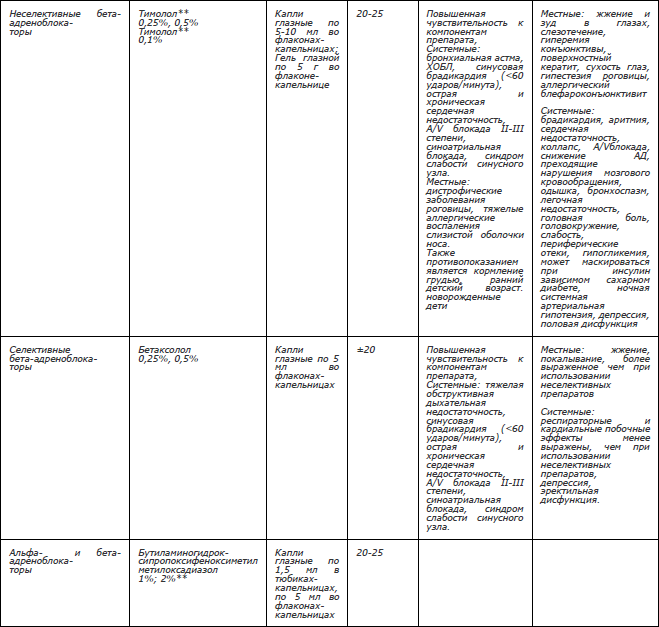 Неселективные бета-
адреноблока-
торы
Тимолол**
0,25%, 0,5%
Тимолол**
0,1%
Капли
глазные по
5-10 мл во
флаконах-
капельницах;
Гель глазной
по 5 г во
флаконе-
капельнице
20-25
Повышенная
чувствительность к
компонентам
препарата,
Системные:
бронхиальная астма,
ХОБЛ, синусовая
брадикардия (<60
ударов/минута),
острая и
хроническая
сердечная
недостаточность,
A/V блокада II-III
степени,
синоатриальная
блокада, синдром
слабости синусного
узла.
Местные:
дистрофические
заболевания
роговицы, тяжелые
аллергические
воспаления
слизистой оболочки
носа.
Также
противопоказанием
является кормление
грудью, ранний
детский возраст.
новорожденные
дети
Местные: жжение и
зуд в глазах,
слезотечение,
гиперемия
конъюнктивы,
поверхностный
кератит, сухость глаз,
гипестезия роговицы,
аллергический
блефароконъюнктивит
Системные:
брадикардия, аритмия,
сердечная
недостаточность,
коллапс, A/Vблокада,
снижение АД,
преходящие
нарушения мозгового
кровообращения,
одышка, бронхоспазм,
легочная
недостаточность,
головная боль,
головокружение,
слабость,
периферические
отеки, гипогликемия,
может маскироваться
при инсулин
зависимом сахарном
диабете, ночная
системная
артериальная
гипотензия, депрессия,
половая дисфункция
Селективные
бета-адреноблока-
торы
Бетаксолол
0,25%, 0,5%
Капли
глазные по 5
мл во
флаконах-
капельницах
±20
Повышенная
чувствительность к
компонентам
препарата,
Системные: тяжелая
обструктивная
дыхательная
недостаточность,
синусовая
брадикардия (<60
ударов/минута),
острая и
хроническая
сердечная
недостаточность,
A/V блокада II-III
степени,
синоатриальная
блокада, синдром
слабости синусного
узла.
Местные: жжение,
покалывание, более
выраженное чем при
использовании
неселективных
препаратов
Системные:
респираторные и
кардиальные побочные
эффекты менее
выражены, чем при
использовании
неселективных
препаратов,
депрессия,
эректильная
дисфункция.
Альфа- и бета-
адреноблока-
торы
Бутиламиногидрок-
сипропоксифеноксиметил
метилоксадиазол
1%; 2%**
Капли
глазные по
1,5 мл в
тюбиках-
капельницах,
по 5 мл во
флаконах-
капельницах
20-25